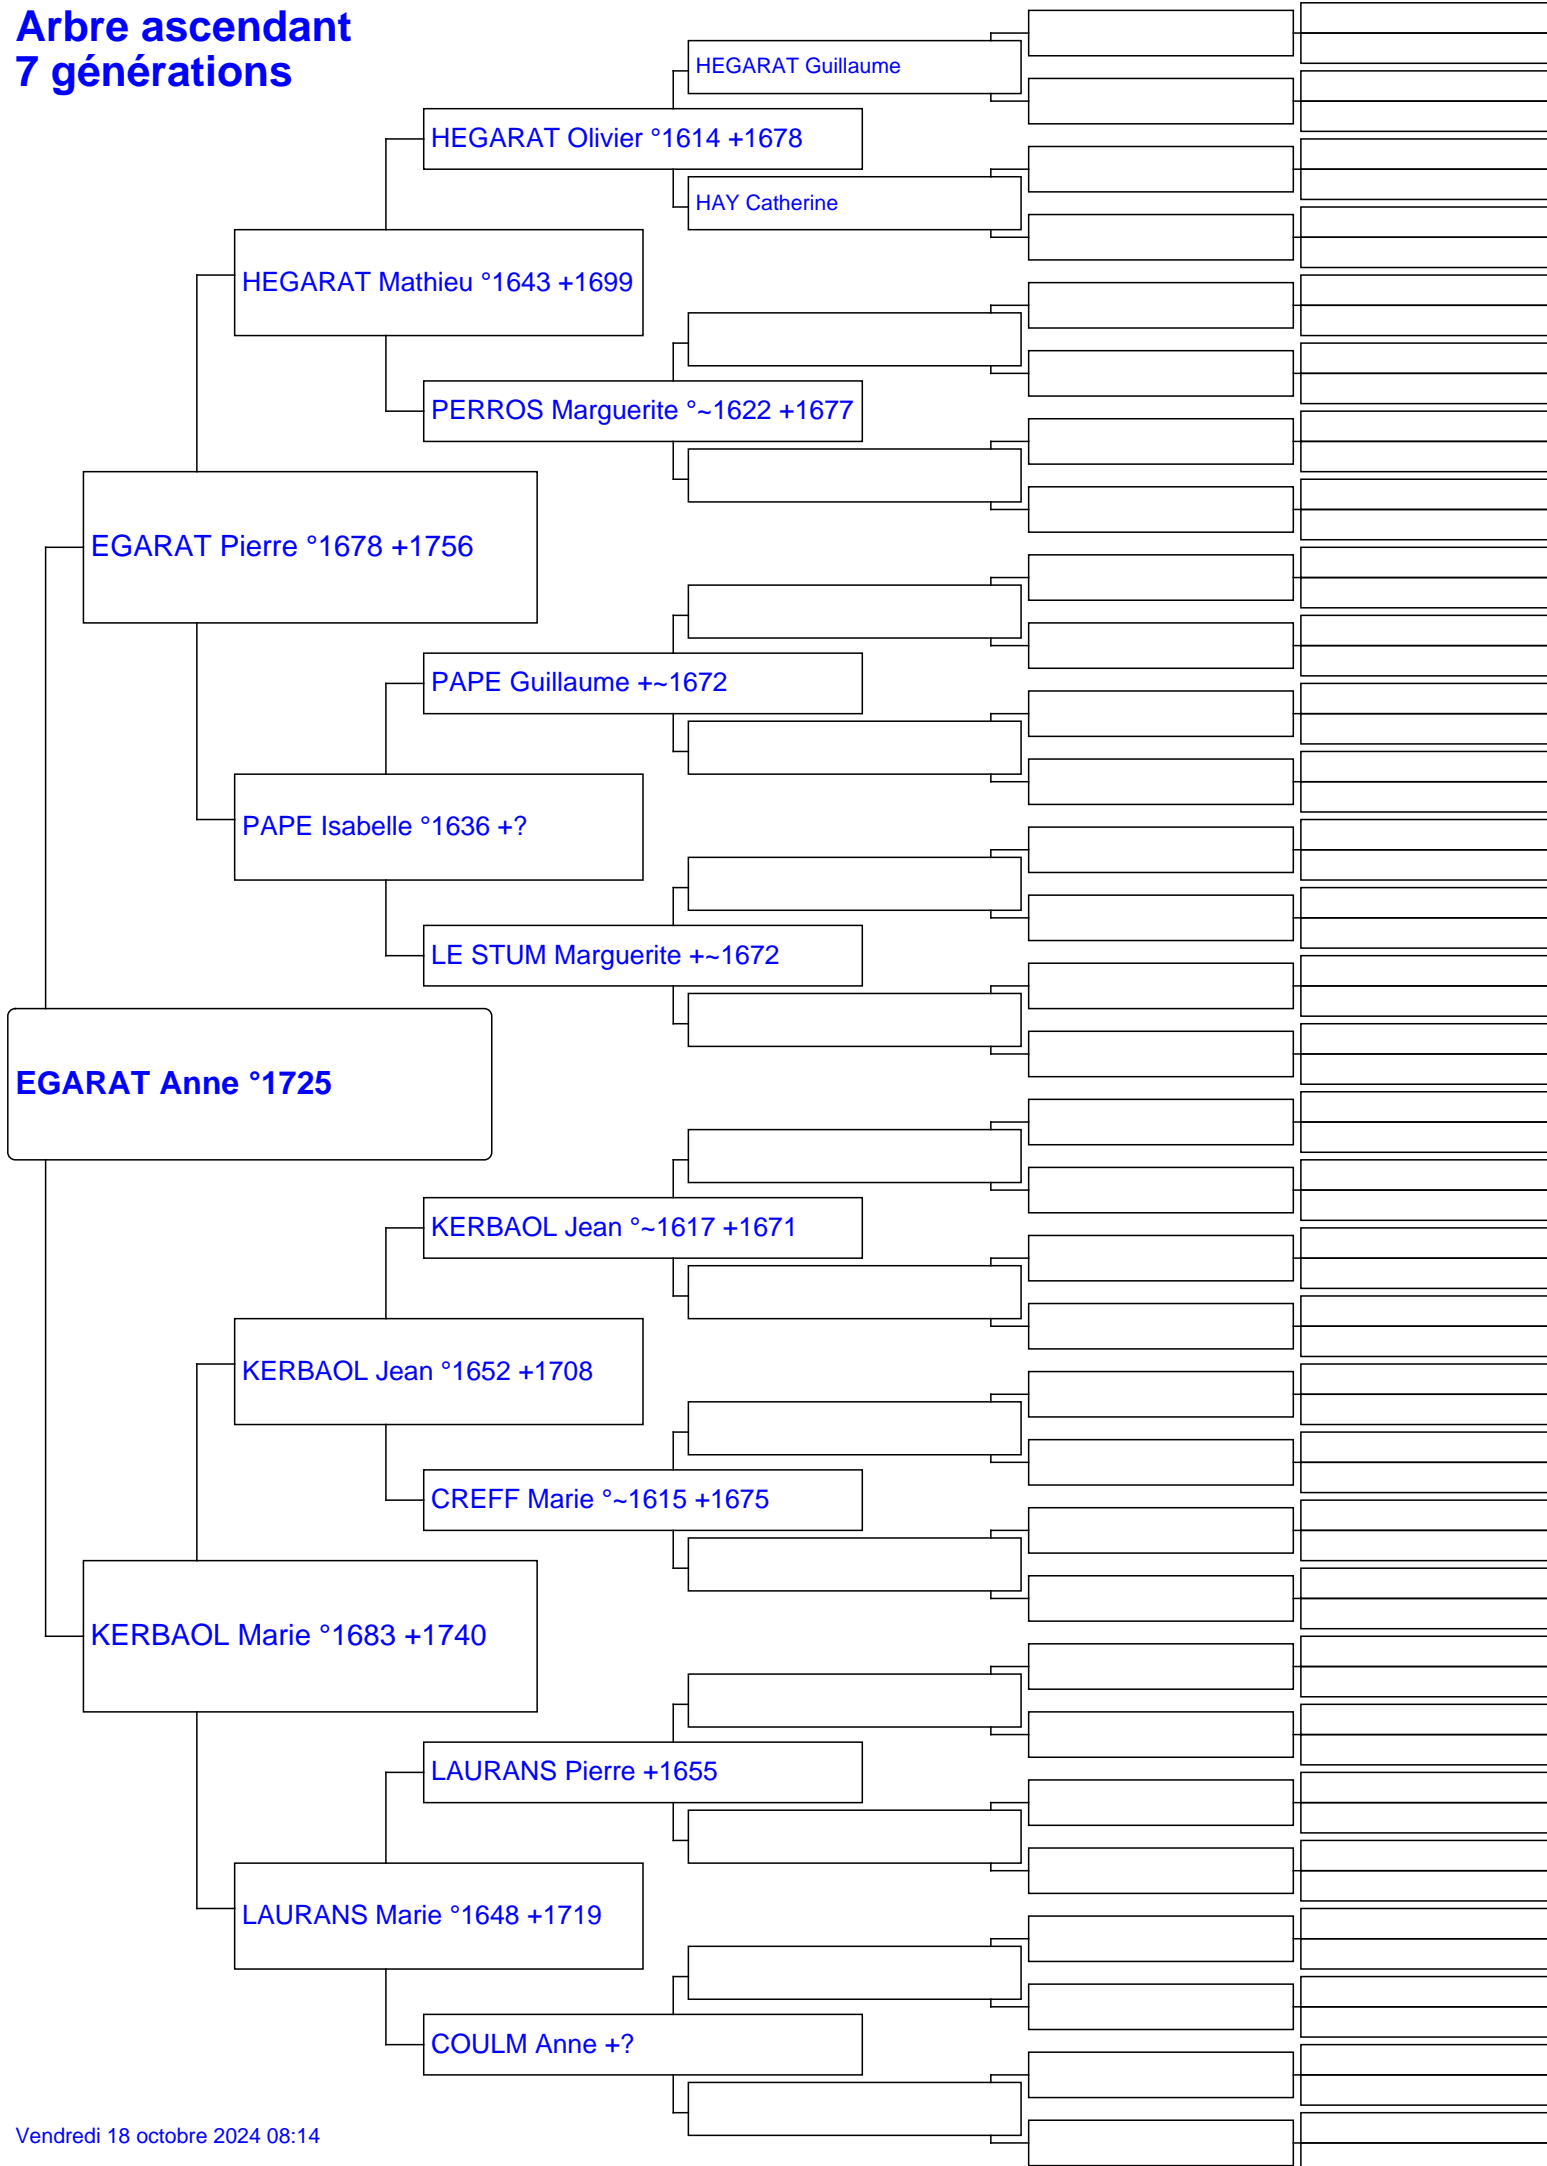 Arbre ascendant
7 générations
HEGARAT Guillaume
HEGARAT Olivier °1614 +1678
HAY Catherine
HEGARAT Mathieu °1643 +1699
PERROS Marguerite °~1622 +1677
EGARAT Pierre °1678 +1756
PAPE Guillaume +~1672
PAPE Isabelle °1636 +?
LE STUM Marguerite +~1672
EGARAT Anne °1725
KERBAOL Jean °~1617 +1671
KERBAOL Jean °1652 +1708
CREFF Marie °~1615 +1675
KERBAOL Marie °1683 +1740
LAURANS Pierre +1655
LAURANS Marie °1648 +1719
COULM Anne +?
Vendredi 18 octobre 2024 08:14